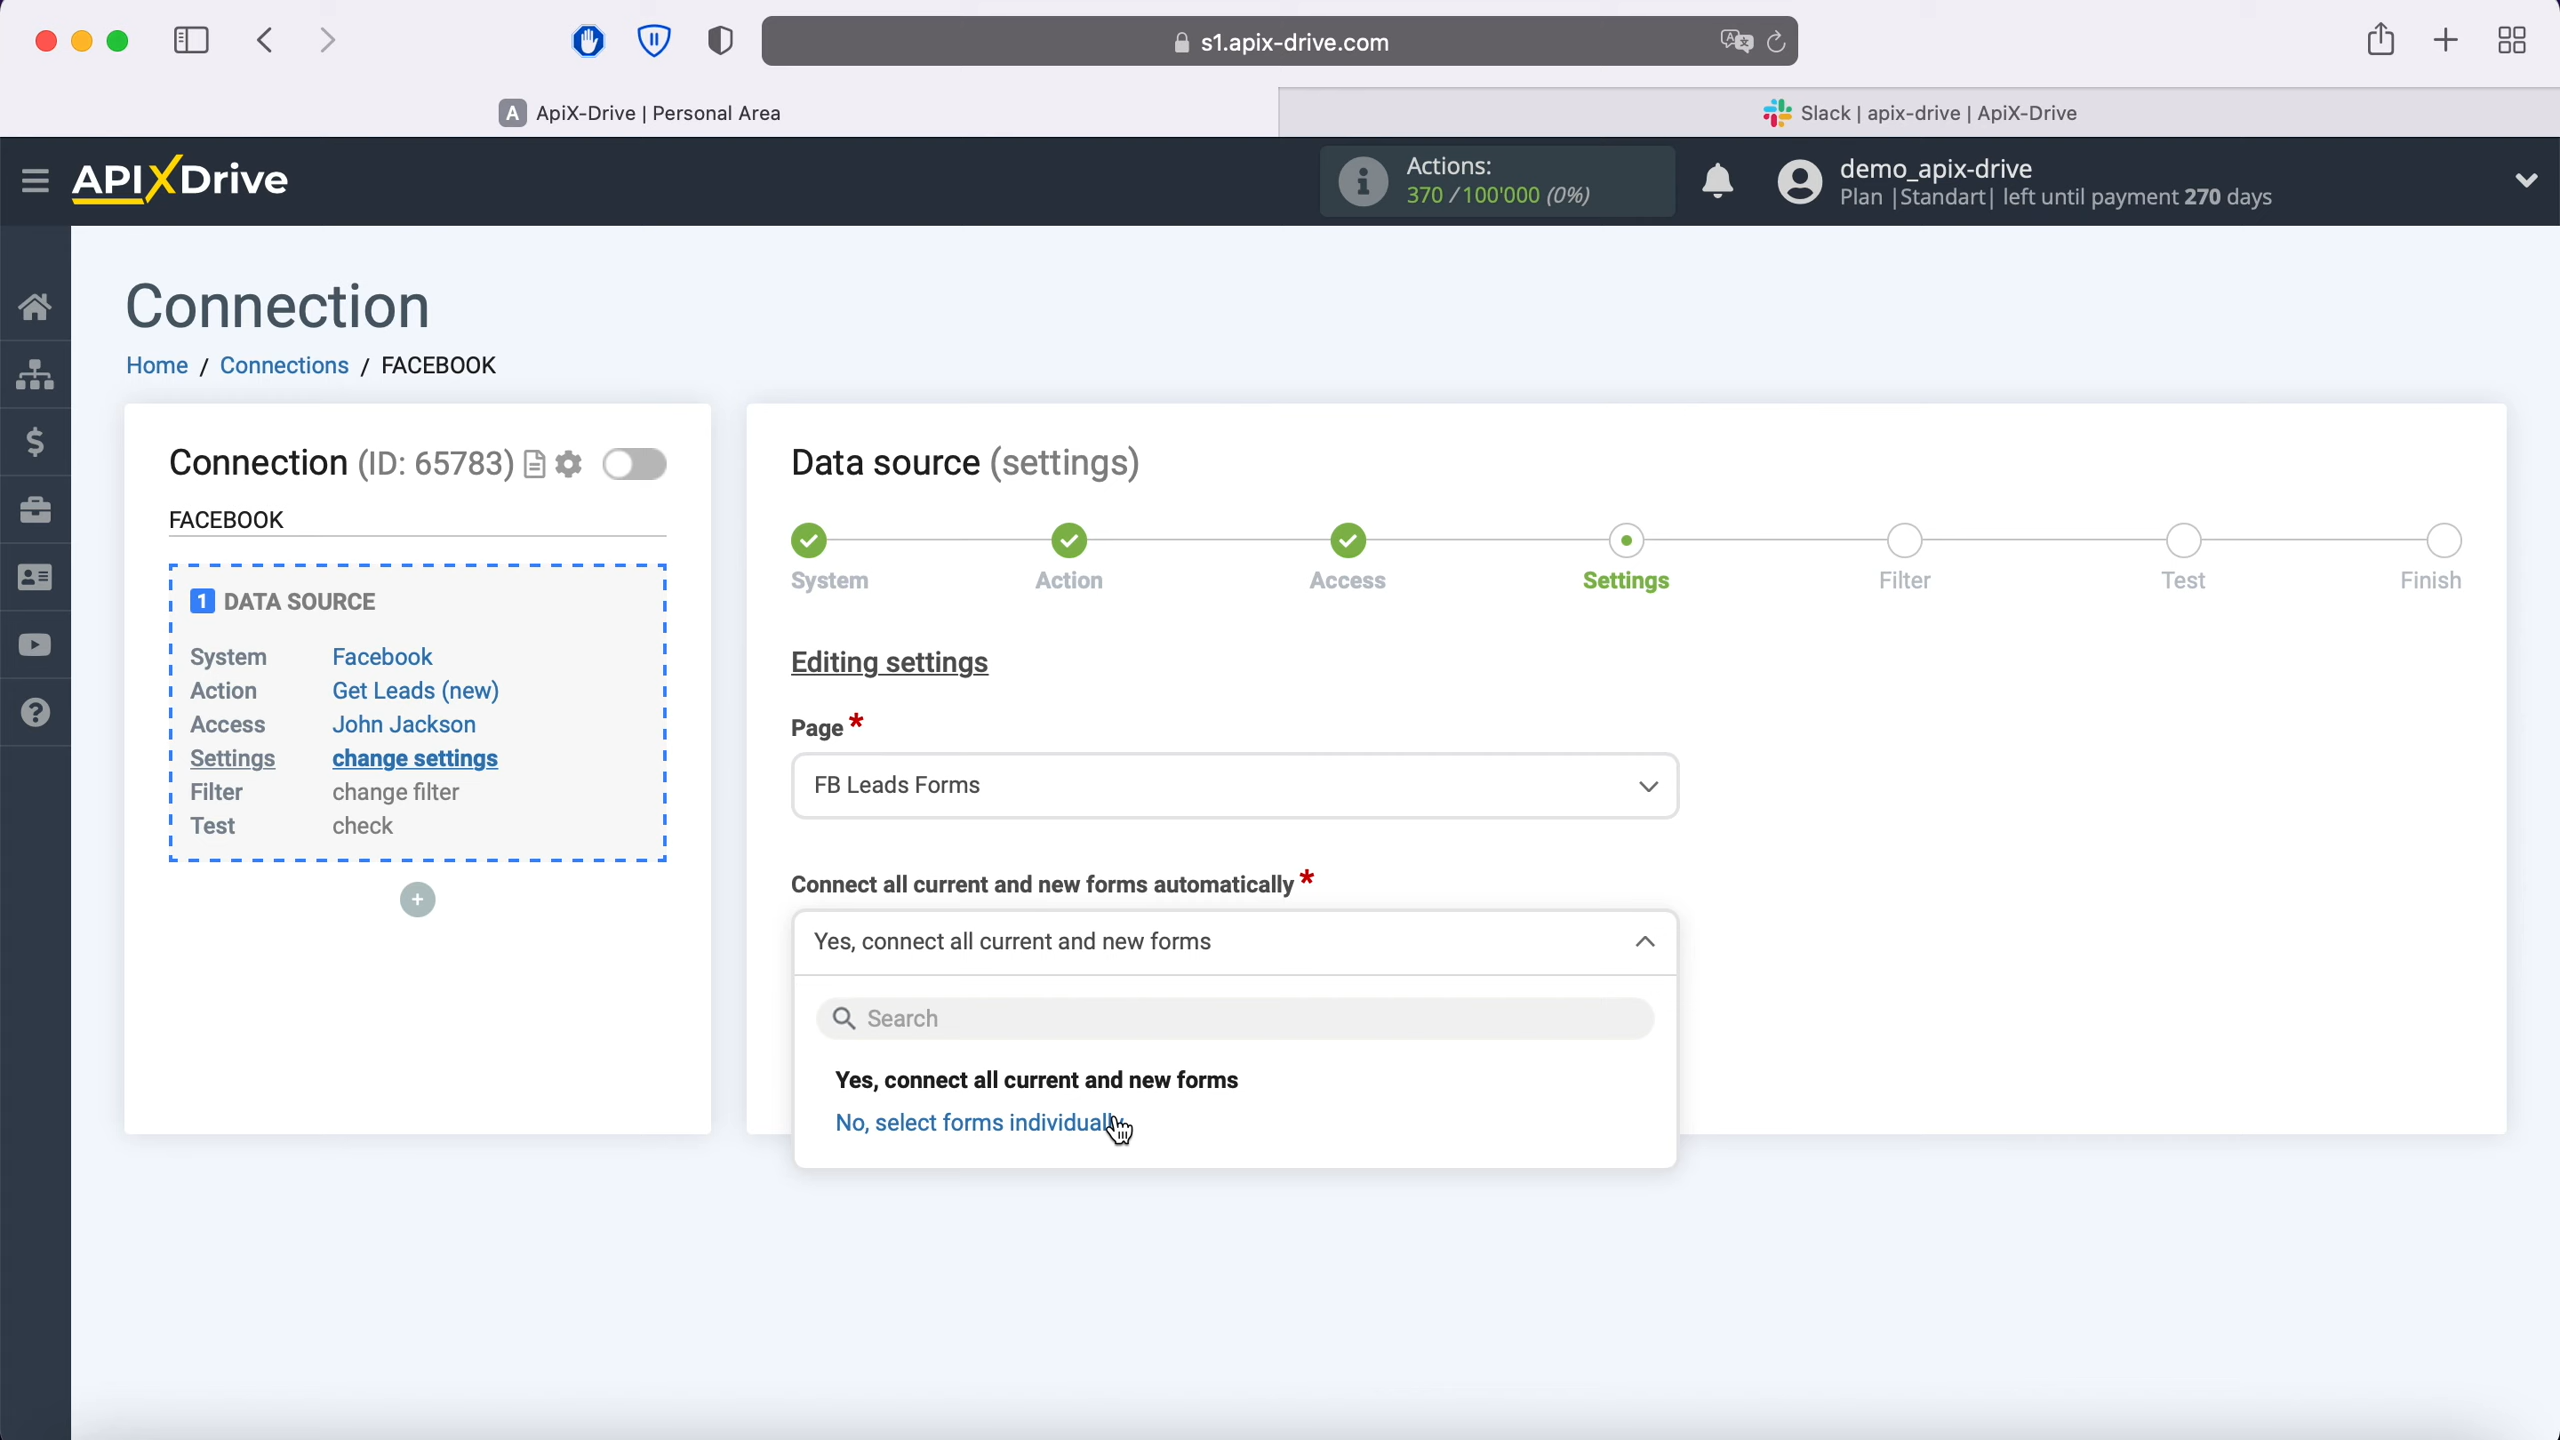 s1.apix-drive.com
A ApiX-Drive | Personal Area
Slack | apix-drive | ApiX-Drive
APIXDrive
Actions:
370 / 100'000 (0%)
demo_apix-drive
Plan |Standart| left until payment 270 days
Connection
Home / Connections / FACEBOOK
Connection (ID: 65783)
FACEBOOK
1 DATA SOURCE
System Facebook
Action Get Leads (new)
Access John Jackson
Settings change settings
Filter change filter
Test check
+
Data source (settings)
System
Action
Access
Settings
Filter
Test
Finish
Editing settings
Page *
FB Leads Forms
Connect all current and new forms automatically *
Yes, connect all current and new forms
Search
Yes, connect all current and new forms
No, select forms individually